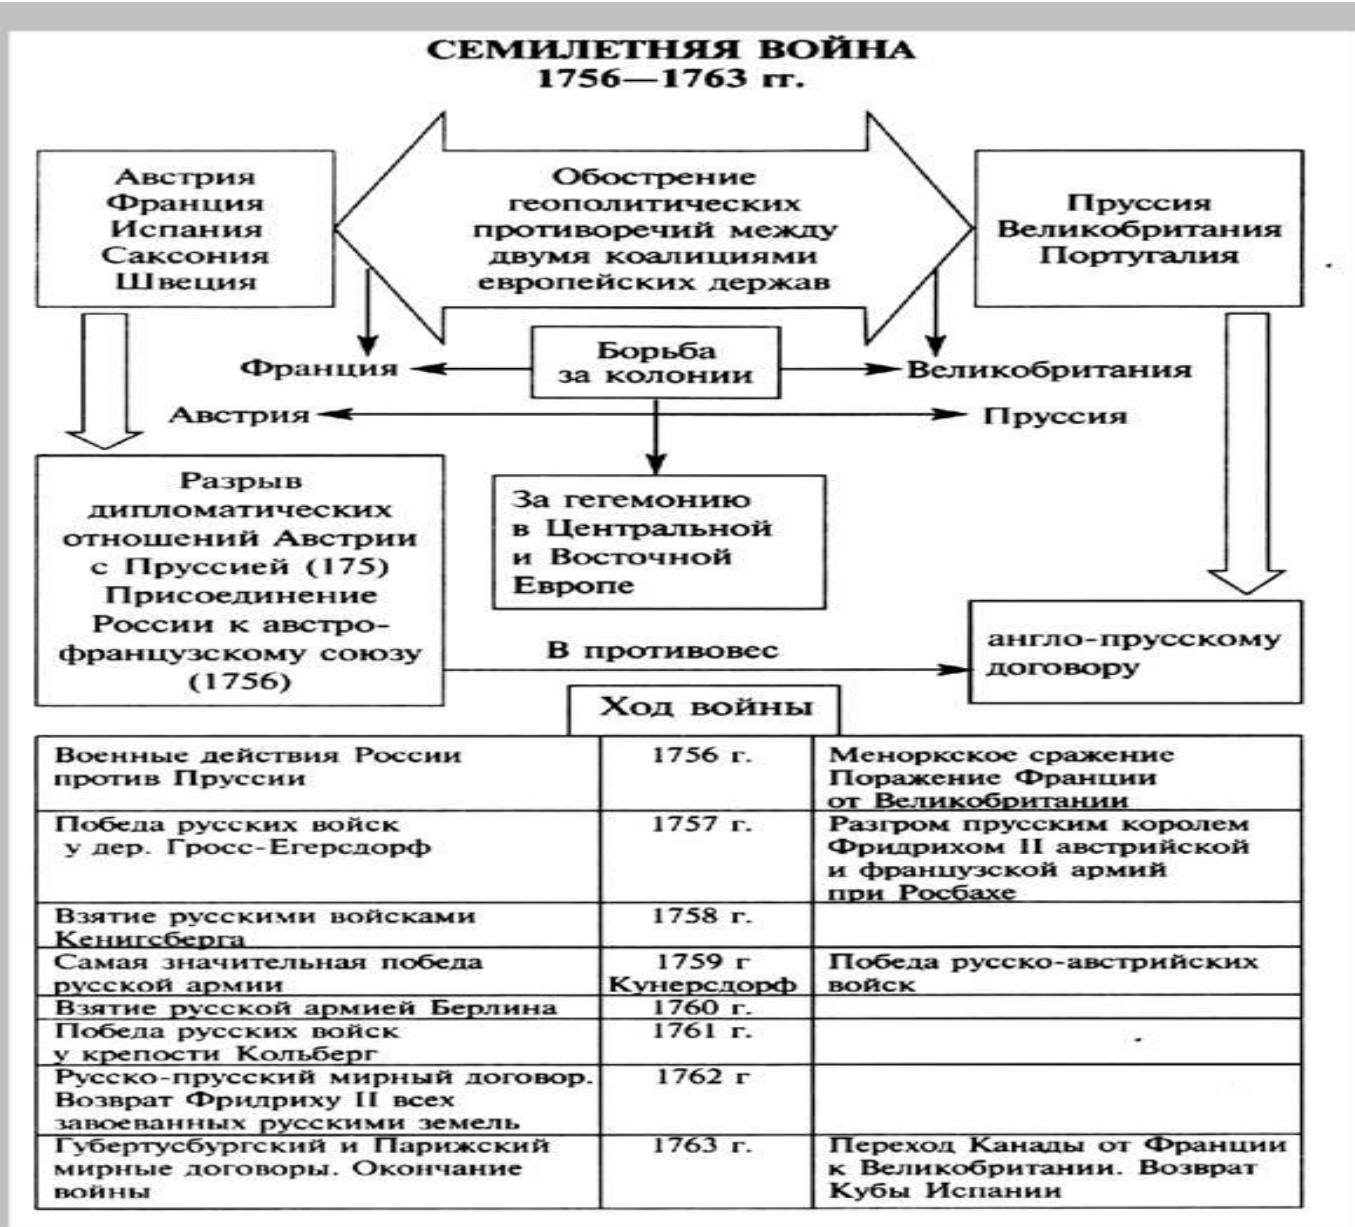 СЕМИЛЕТНЯЯ ВОЙНА
1756—1763 гг.
Австрия
Франция
Испания
Саксония
Швеция
Обострение
геополитических
противоречий между
двумя коалициями
европейских держав
Пруссия
Великобритания
Португалия
Борьба
за колонии
Франция
Великобритания
Австрия
Пруссия
Разрыв
дипломатических
отношений Австрии
с Пруссией (175)
Присоединение
России к австро-
французскому союзу
(1756)
За гегемонию
в Центральной
и Восточной
Европе
В противовес
англо-прусскому
договору
Ход войны
Военные действия России
против Пруссии
1756 г.
Меноркское сражение
Поражение Франции
от Великобритании
Победа русских войск
у дер. Гросс-Егерсдорф
1757 г.
Разгром прусским королем
Фридрихом II австрийской
и французской армий
при Росбахе
Взятие русскими войсками
Кенигсберга
1758 г.
Самая значительная победа
русской армии
1759 г
Кунерсдорф
Победа русско-австрийских
войск
Взятие русской армией Берлина
1760 г.
Победа русских войск
у крепости Кольберг
1761 г.
Русско-прусский мирный договор.
Возврат Фридриху II всех
завоеванных русскими земель
1762 г
Губертусбургский и Парижский
мирные договоры. Окончание
войны
1763 г.
Переход Канады от Франции
к Великобритании. Возврат
Кубы Испании